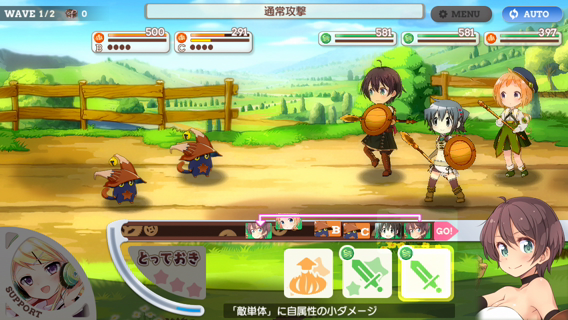 通常攻撃
WAVE 1/2 0
MENU
AUTO
500
B
291
C
581
581
397
B
C
GO!
とっておき
SUPPORT
「敵単体」に自属性の小ダメージ